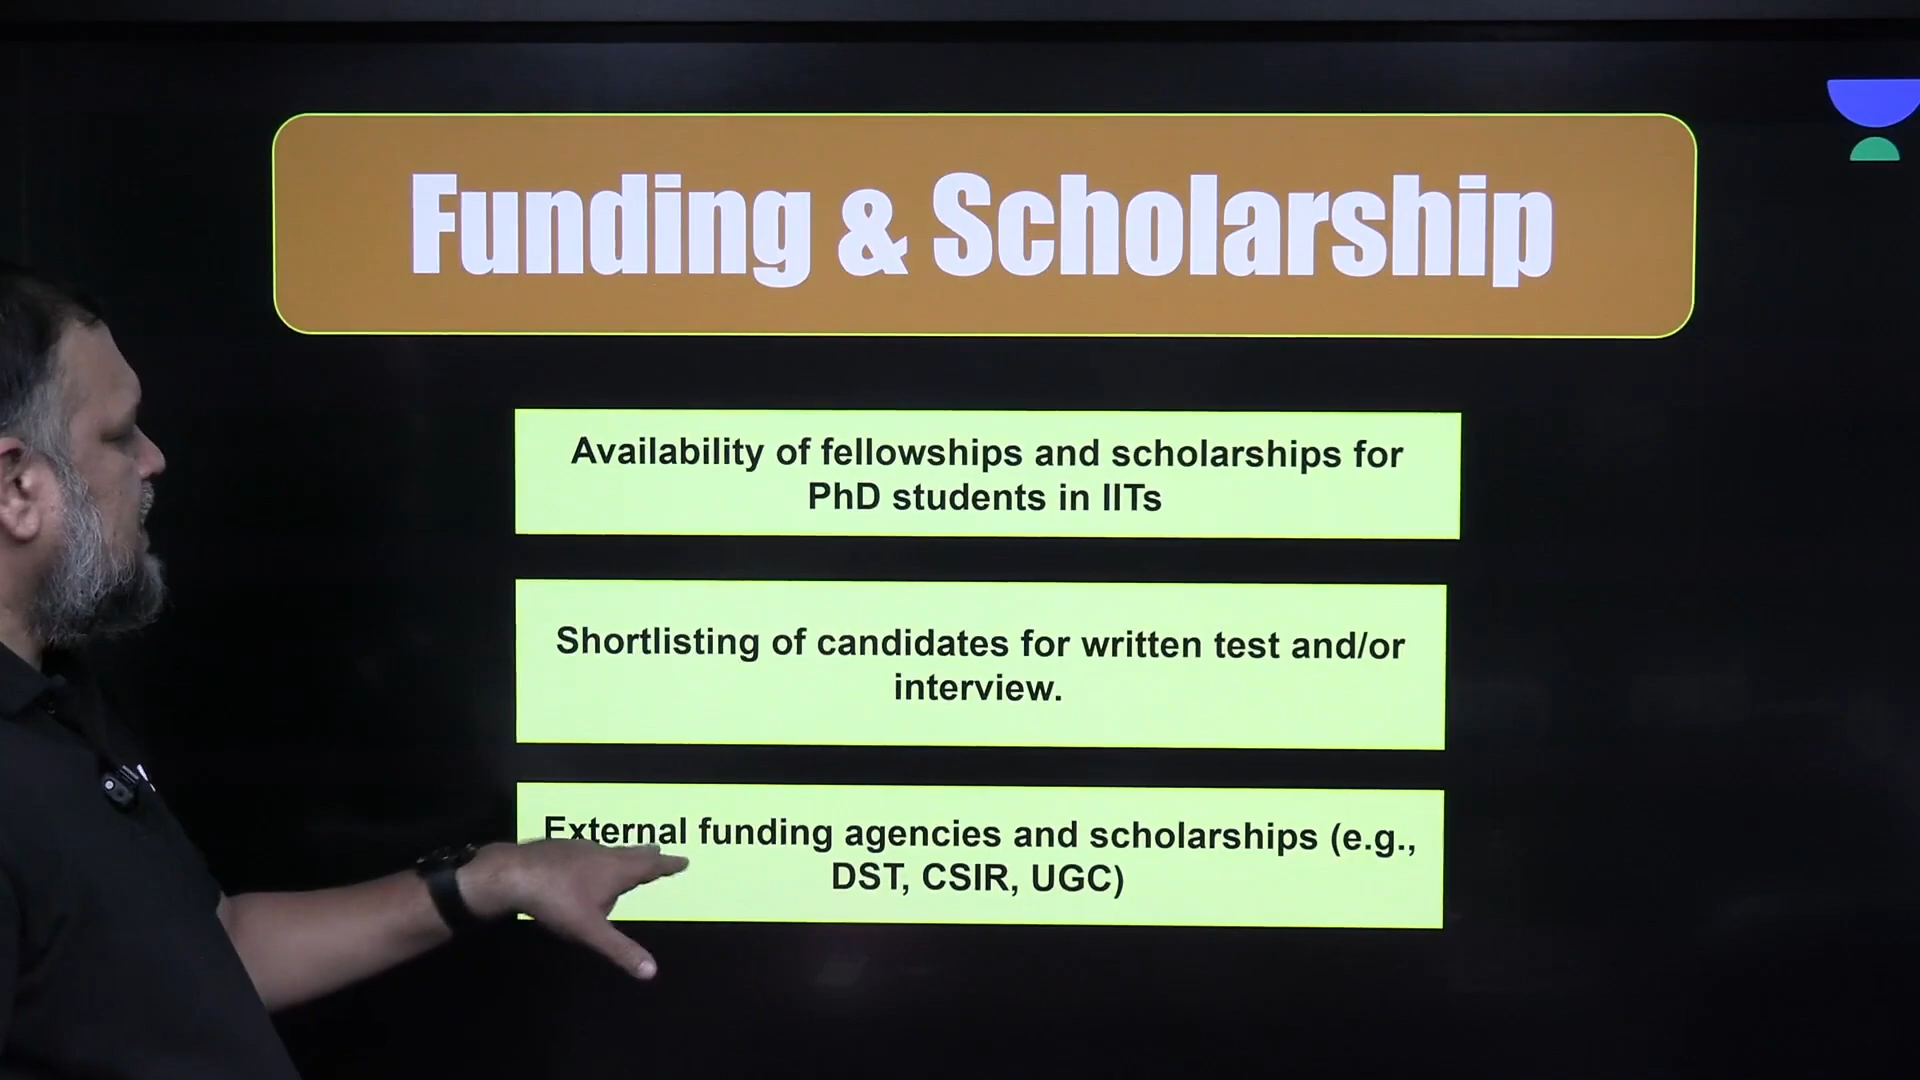 Funding & Scholarship
Availability of fellowships and scholarships for
PhD students in IITs
Shortlisting of candidates for written test and/or
interview.
External funding agencies and scholarships (e.g.,
DST, CSIR, UGC)